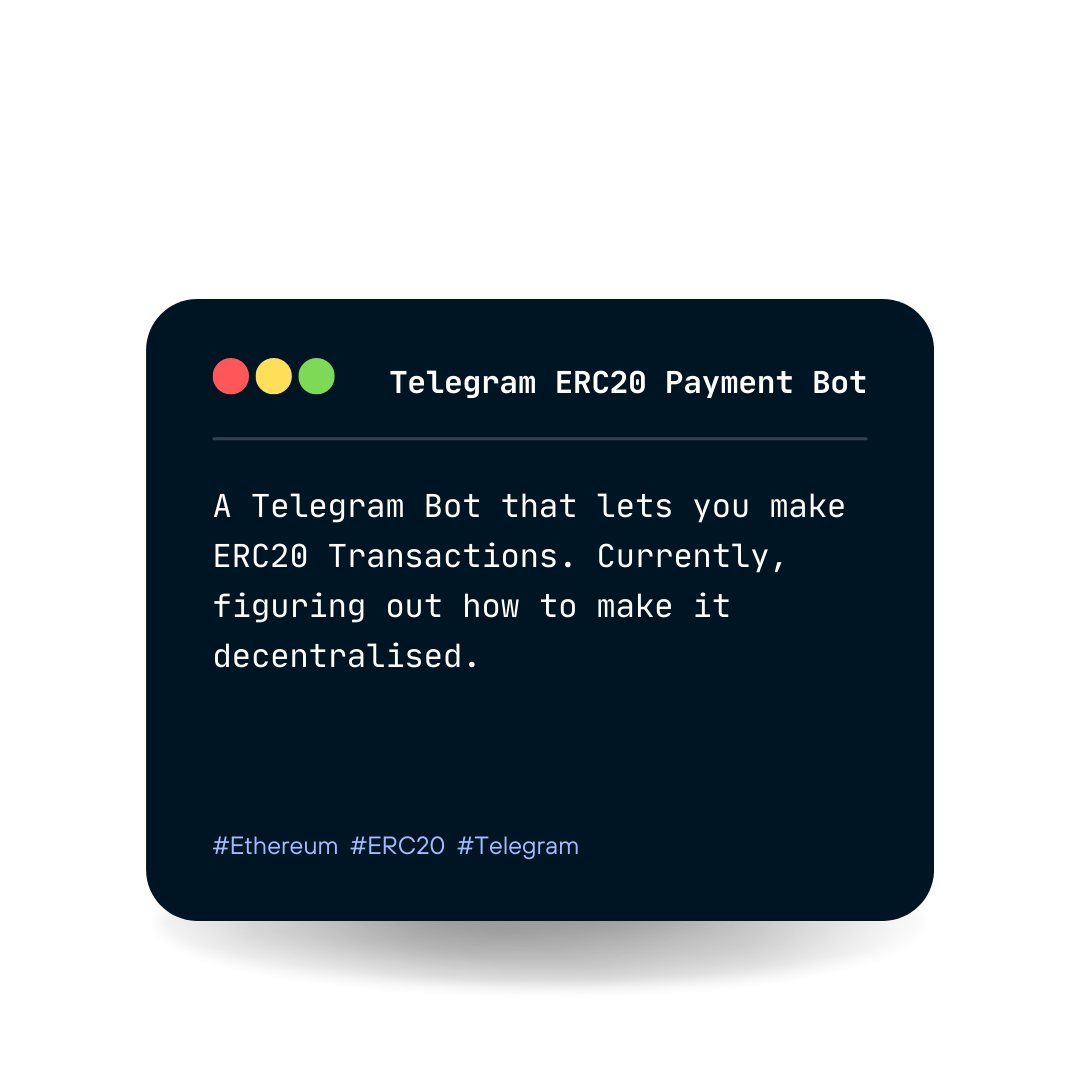 Telegram ERC20 Payment Bot
A Telegram Bot that lets you make
ERC20 Transactions. Currently,
figuring out how to make it
decentralised.
#Ethereum #ERC20 #Telegram